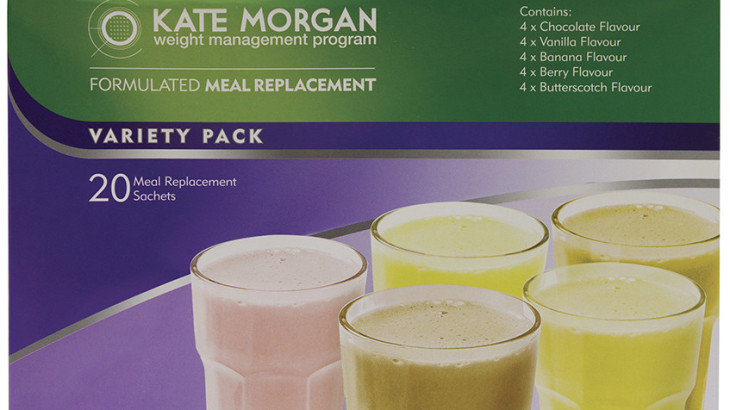 KATE MORGAN
weight management program
FORMULATED MEAL REPLACEMENT
Contains:
4 x Chocolate Flavour
4 x Vanilla Flavour
4 x Banana Flavour
4 x Berry Flavour
4 x Butterscotch Flavour
VARIETY PACK
20 Meal Replacement
Sachets